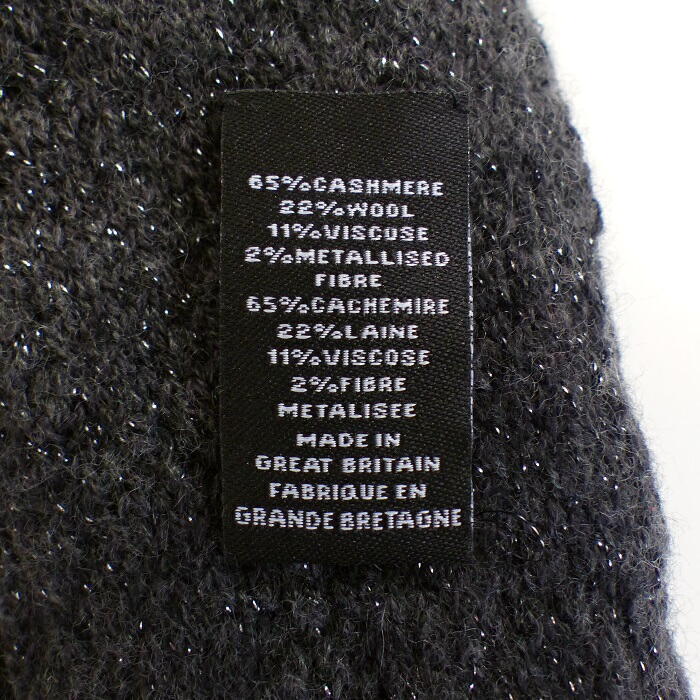 65%CASHMERE
22%WOOL
11%VISCOSE
2%METALLISED
FIBRE
65%CACHEMIRE
22%LAINE
11%VISCOSE
2%FIBRE
METALISEE
MADE IN
GREAT BRITAIN
FABRIQUE EN
GRANDE BRETAGNE